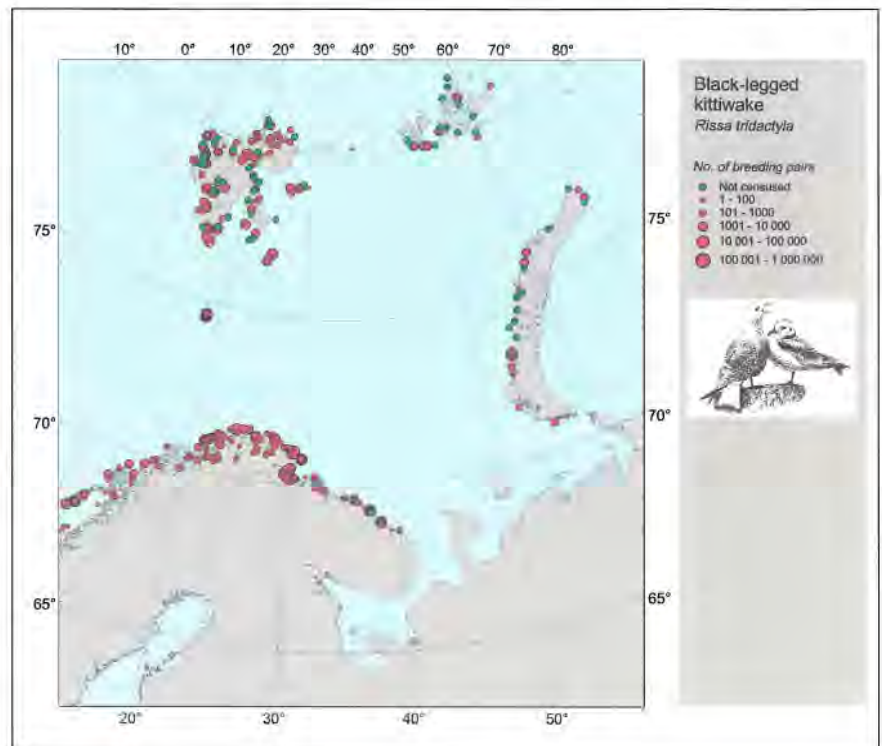 10° 0° 10° 20° 30° 40° 50° 60° 70° 80°
75° 75°
70° 70°
65° 65°
20° 30° 40° 50°
Black-legged
kittiwake
Rissa tridactyla
No. of breeding pairs
Not censused
1 - 100
101 - 1000
1001 - 10 000
10 001 - 100 000
100 001 - 1 000 000